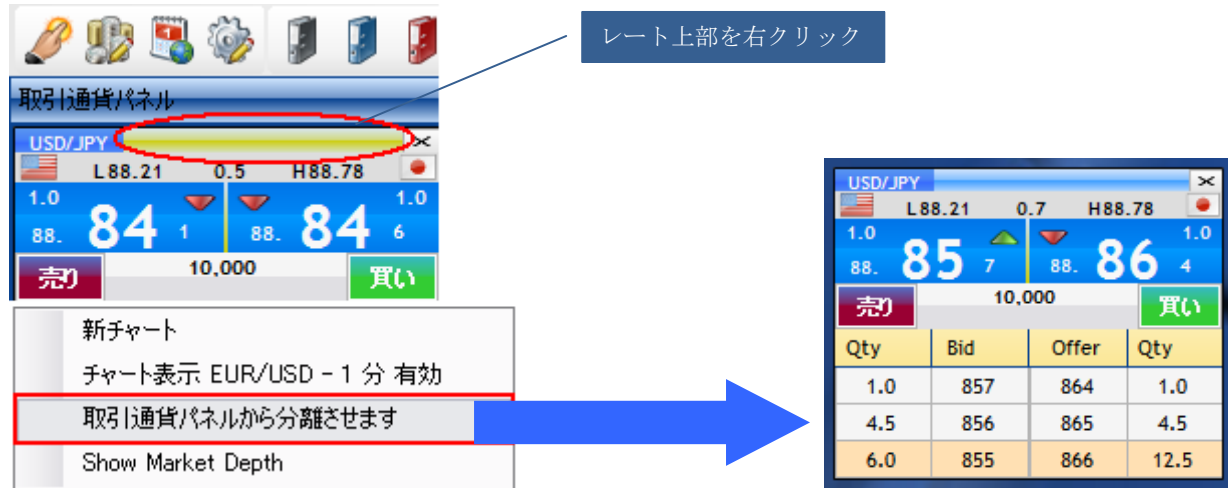 レート上部を右クリック
取引通貨パネル
USD/JPY
L88.21 0.5 H88.78
1.0 1.0
88. 84 1 88. 84 6
売り 10,000 買い
新チャート
チャート表示 EUR/USD - 1 分 有効
取引通貨パネルから分離させます
Show Market Depth
USD/JPY
L88.21 0.7 H88.78
1.0 1.0
88. 85 7 88. 86 4
売り 10,000 買い
Qty Bid Offer Qty
1.0 857 864 1.0
4.5 856 865 4.5
6.0 855 866 12.5